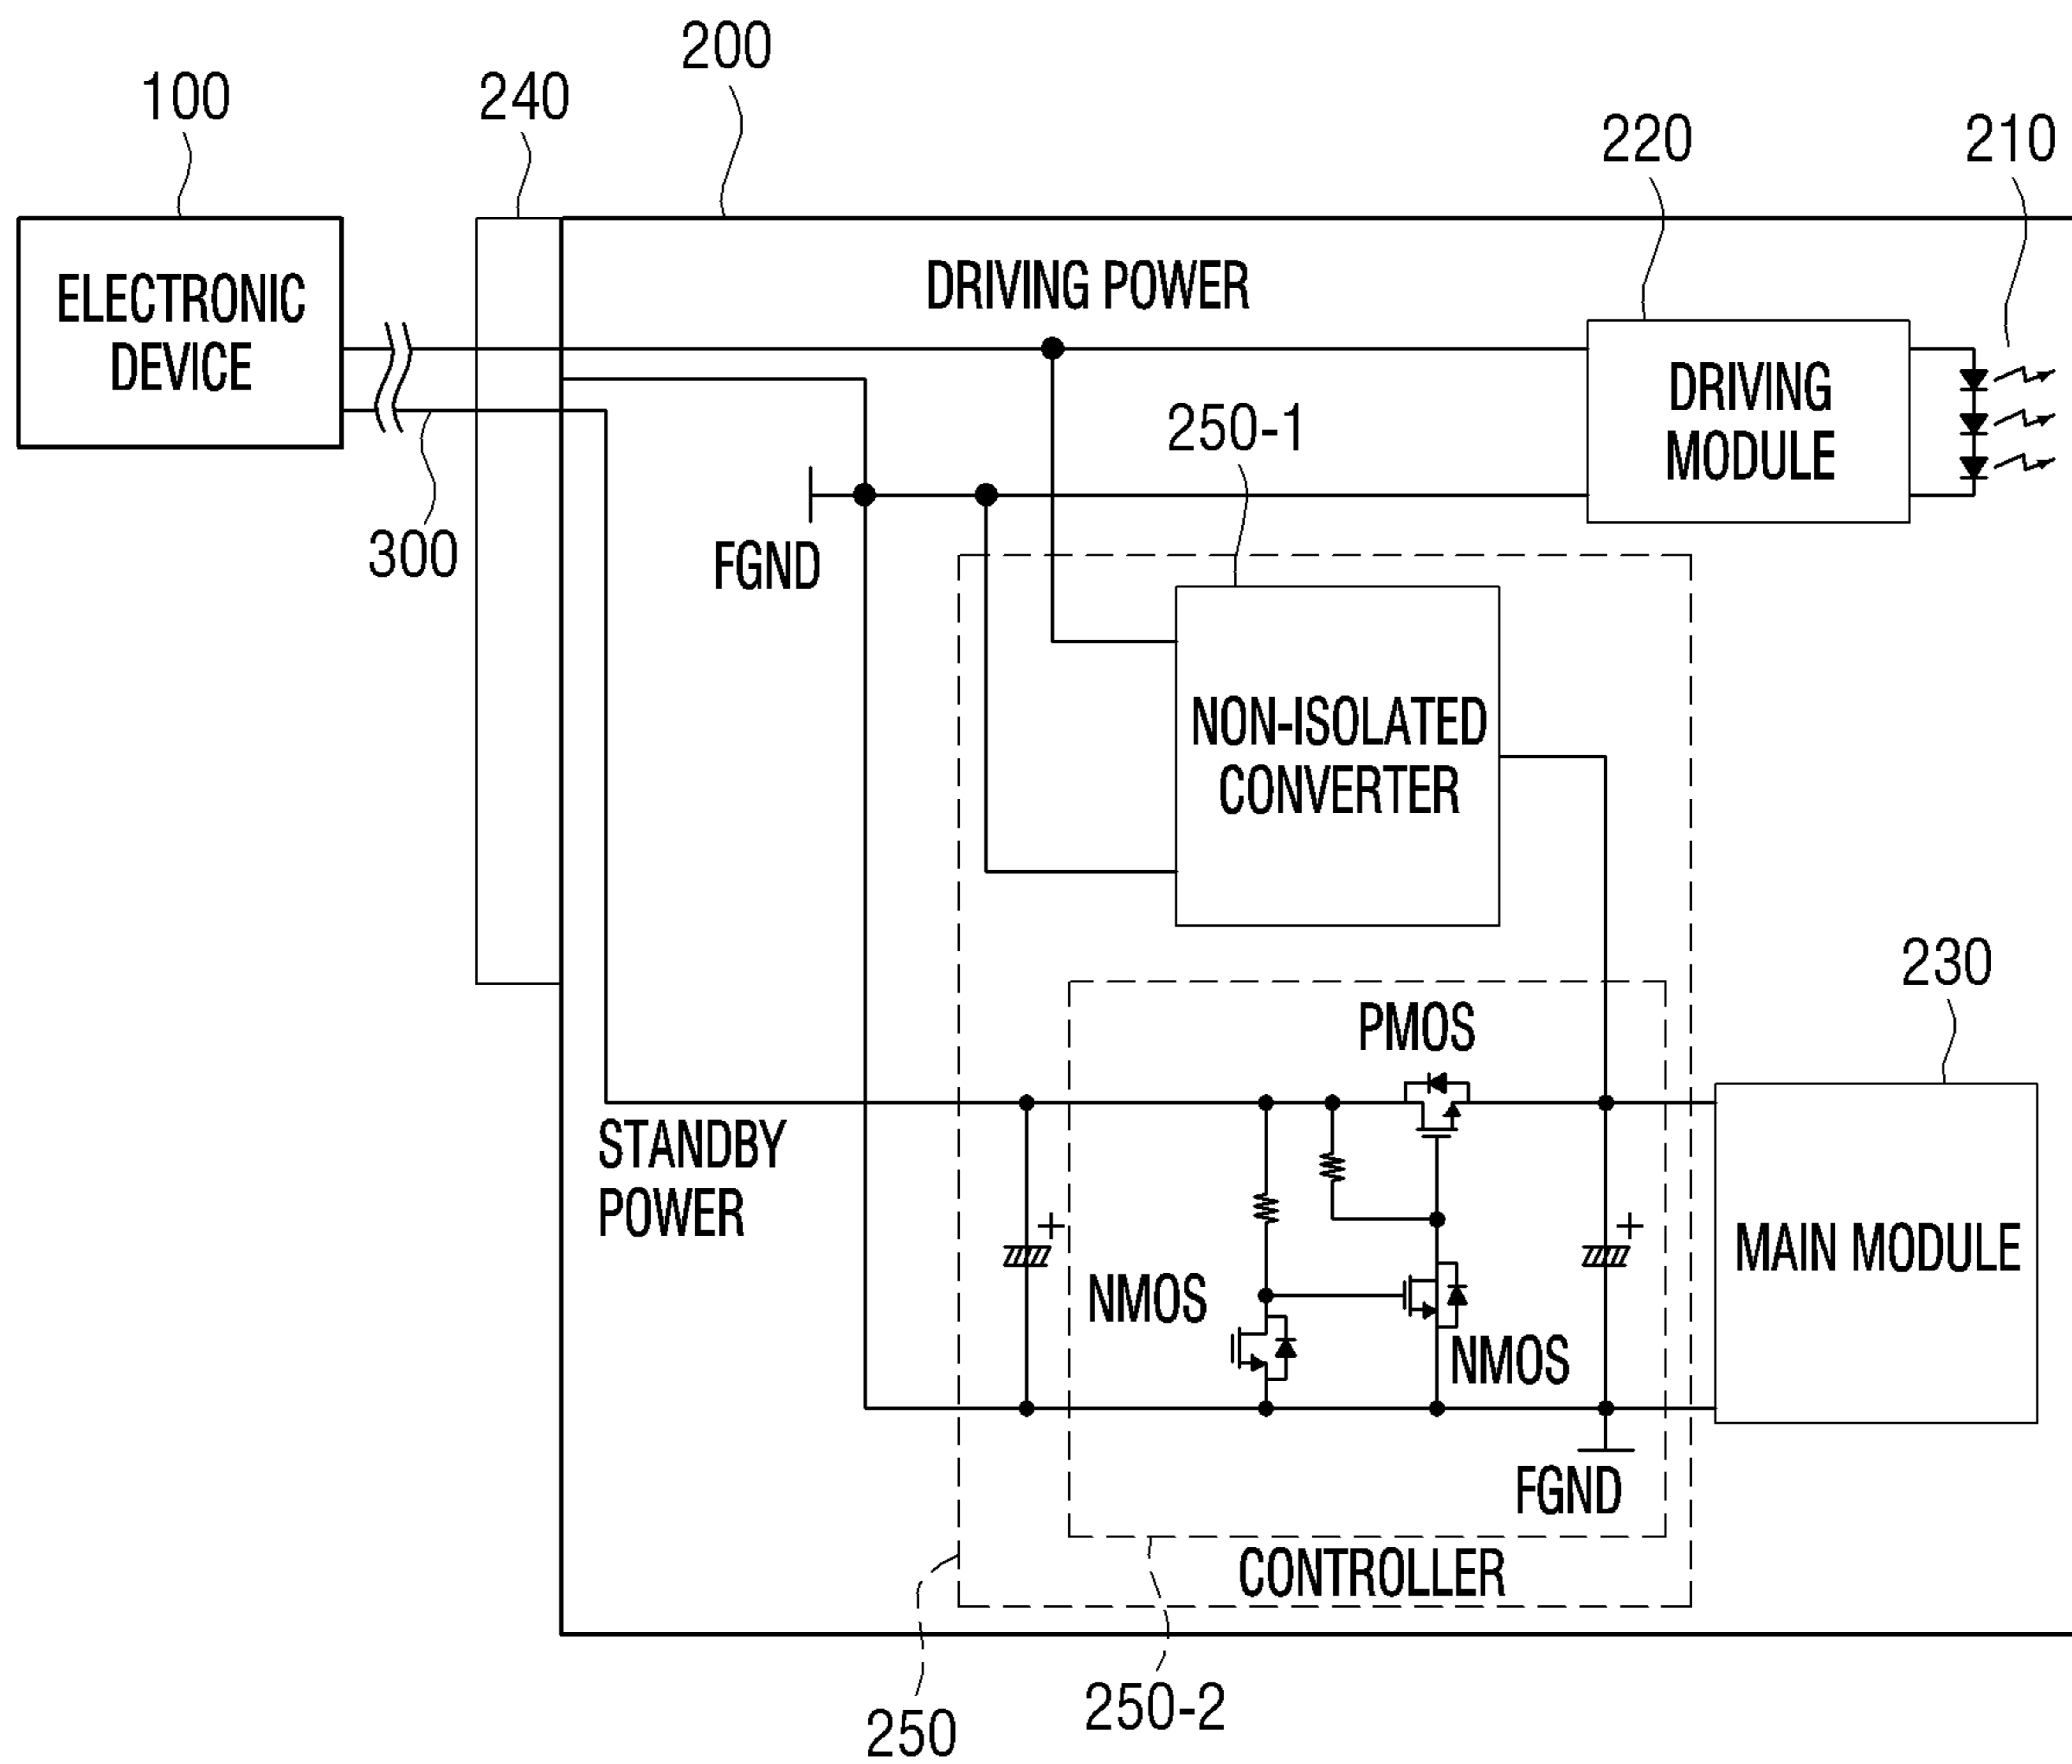 200
100
240
220
210
ELECTRONIC
DEVICE
DRIVING POWER
DRIVING
MODULE
250-1
300
FGND
NON-ISOLATED
CONVERTER
230
PMOS
STANDBY
POWER
+
+
MAIN MODULE
NMOS
NMOS
FGND
CONTROLLER
250-2
250